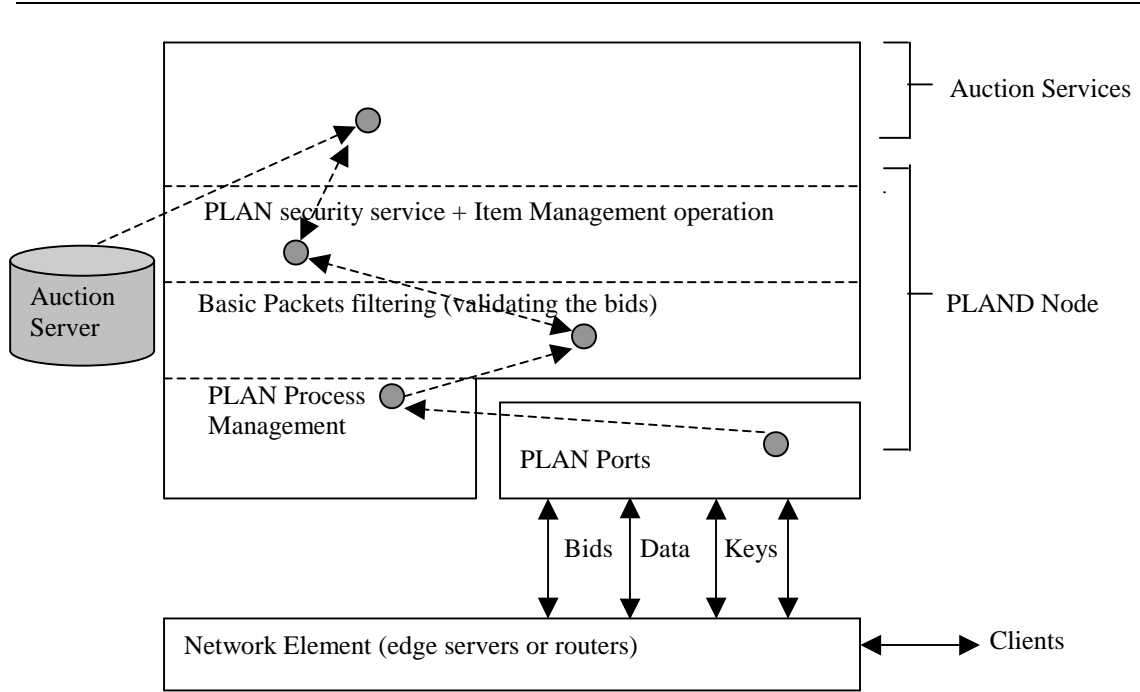 Auction Services
PLAN security service + Item Management operation
Auction
Server
Basic Packets filtering (validating the bids)
PLAND Node
PLAN Process
Management
PLAN Ports
Bids
Data
Keys
Network Element (edge servers or routers)
Clients